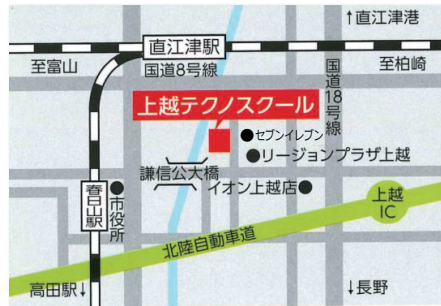 ↑直江津港
直江津駅
至富山
国道8号線
至柏崎
国道18号線
上越テクノスクール
●セブンイレブン
●リージョンプラザ上越
謙信公大橋
イオン上越店●
春日山駅
●市役所
上越
IC
北陸自動車道
高田駅↓
↓長野